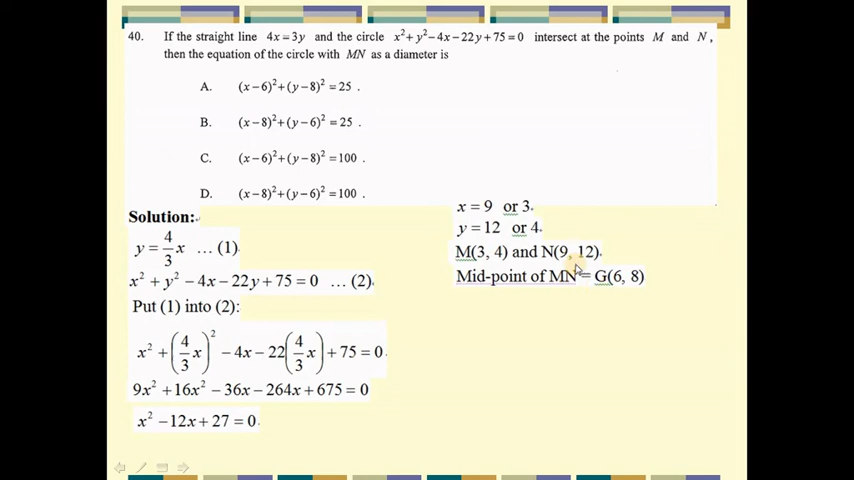 40. If the straight line 4x = 3y and the circle x² + y² − 4x − 22y + 75 = 0 intersect at the points M and N,
then the equation of the circle with MN as a diameter is
A. (x − 6)² + (y − 8)² = 25 .
B. (x − 8)² + (y − 6)² = 25 .
C. (x − 6)² + (y − 8)² = 100 .
D. (x − 8)² + (y − 6)² = 100 .
Solution:
y = 4/3 x … (1)
x² + y² − 4x − 22y + 75 = 0 … (2)
Put (1) into (2):
x² + (4/3 x)² − 4x − 22(4/3 x) + 75 = 0
9x² + 16x² − 36x − 264x + 675 = 0
x² − 12x + 27 = 0
x = 9 or 3
y = 12 or 4
M(3, 4) and N(9, 12)
Mid-point of MN = G(6, 8)